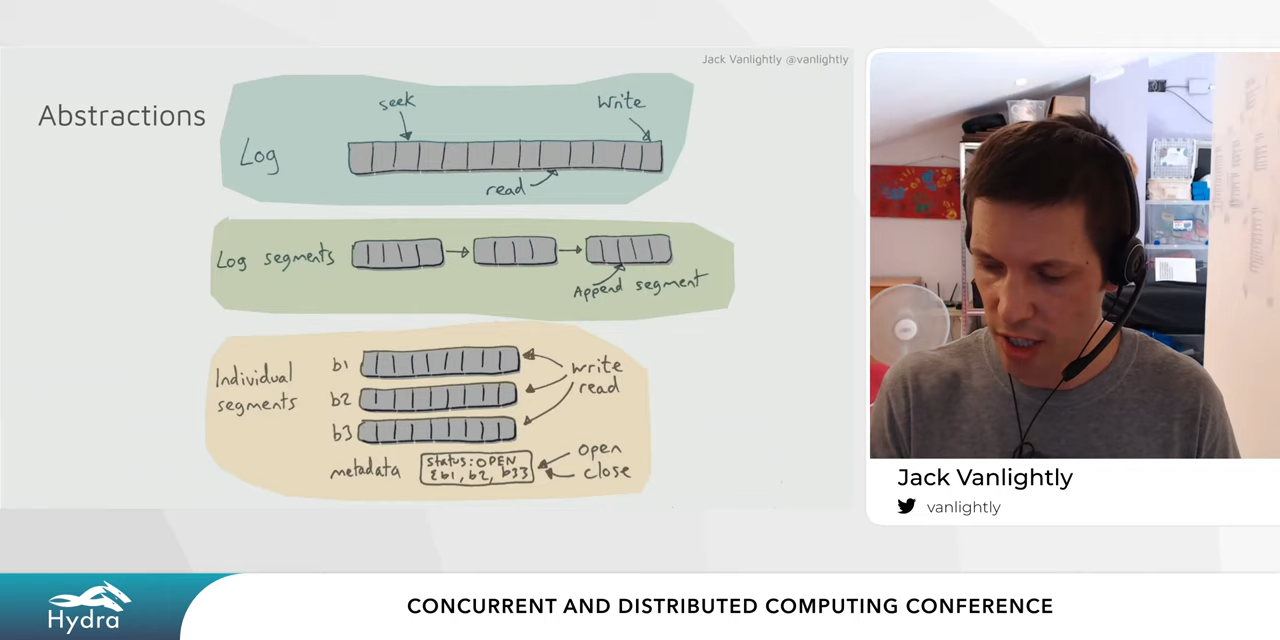 Jack Vanlightly @vanlightly
Abstractions
seek
write
Log
read
Log segments
Append segment
Individual
segments
b1
b2
b3
write
read
metadata
status: OPEN
{b1, b2, b3}
open
close
Jack Vanlightly
vanlightly
Hydra
CONCURRENT AND DISTRIBUTED COMPUTING CONFERENCE